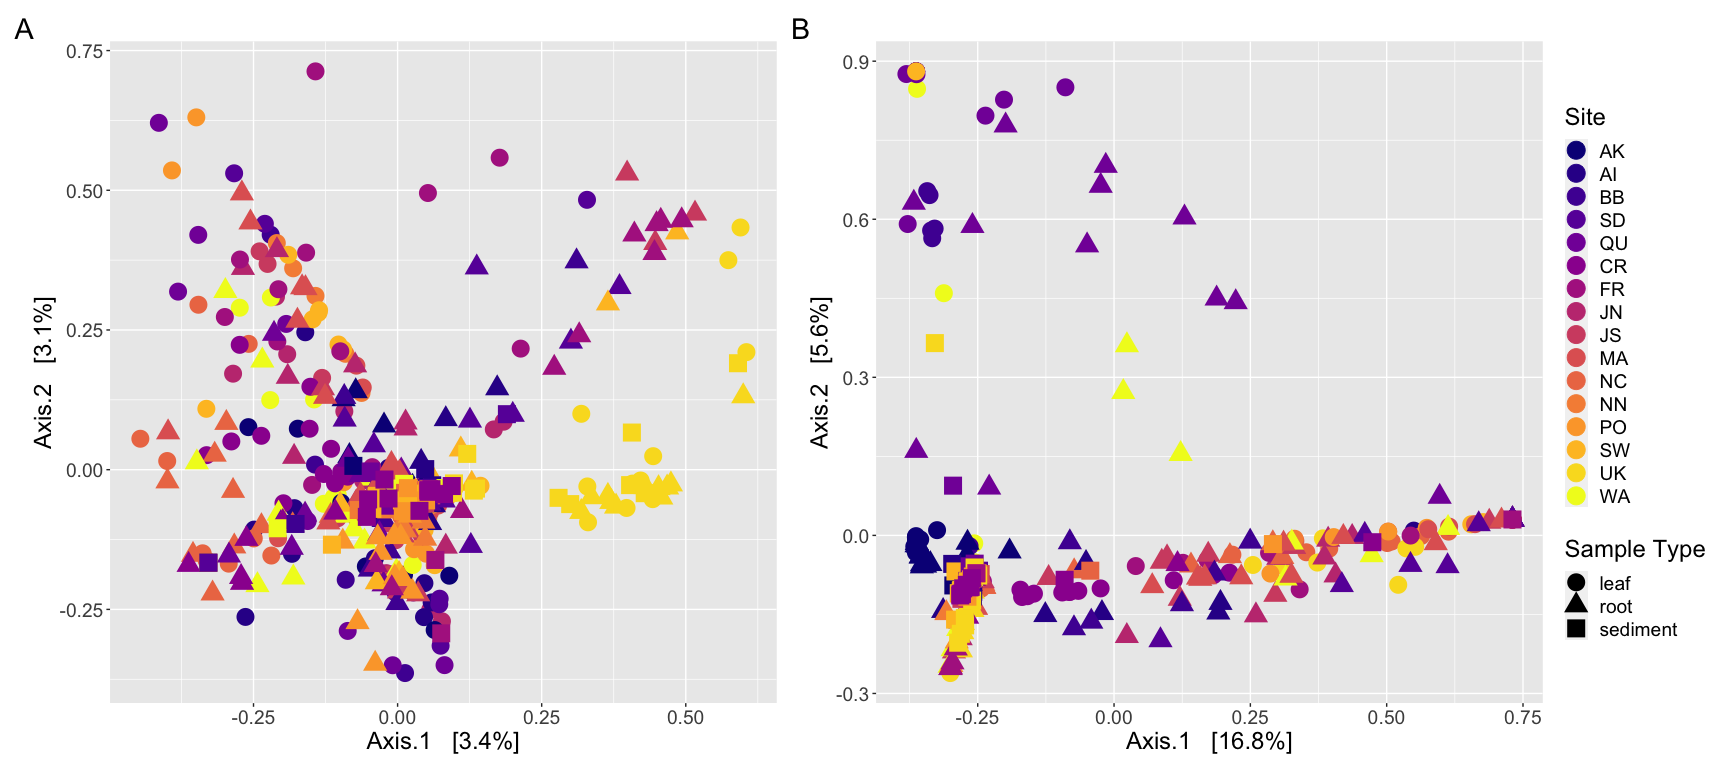 A
0.75
0.50
0.25
0.00
-0.25
Axis.2 [3.1%]
-0.25 0.00 0.25 0.50
Axis.1 [3.4%]
B
0.9
0.6
0.3
0.0
-0.3
Axis.2 [5.6%]
-0.25 0.00 0.25 0.50 0.75
Axis.1 [16.8%]
Site
AK
AI
BB
SD
QU
CR
FR
JN
JS
MA
NC
NN
PO
SW
UK
WA
Sample Type
leaf
root
sediment